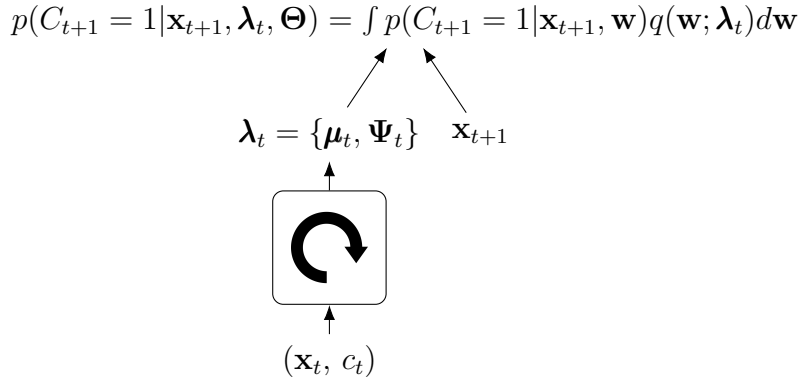 p(C_{t+1} = 1|𝐱_{t+1}, 𝛌_t, 𝚯) = ∫ p(C_{t+1} = 1|𝐱_{t+1}, 𝐰)q(𝐰; 𝛌_t)d𝐰
𝛌_t = {𝛍_t, 𝚿_t} 𝐱_{t+1}
(𝐱_t, c_t)